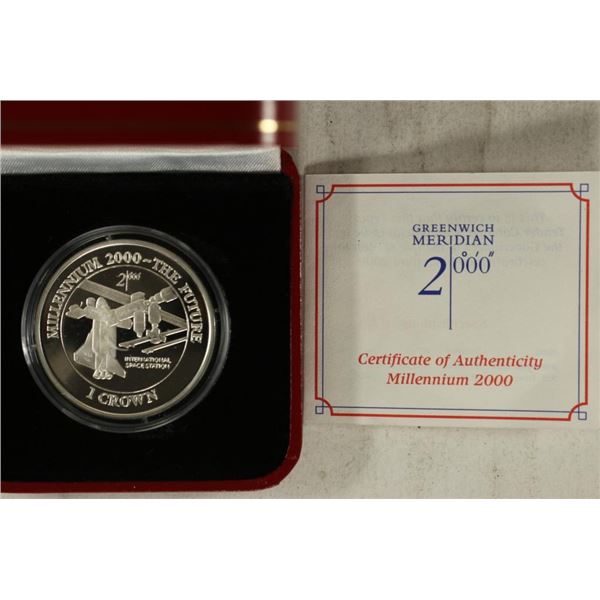 MILLENNIUM 2000~THE FUTURE
2000
INTERNATIONAL
SPACE STATION
1 CROWN
GREENWICH
MERIDIAN
2000
Certificate of Authenticity
Millennium 2000